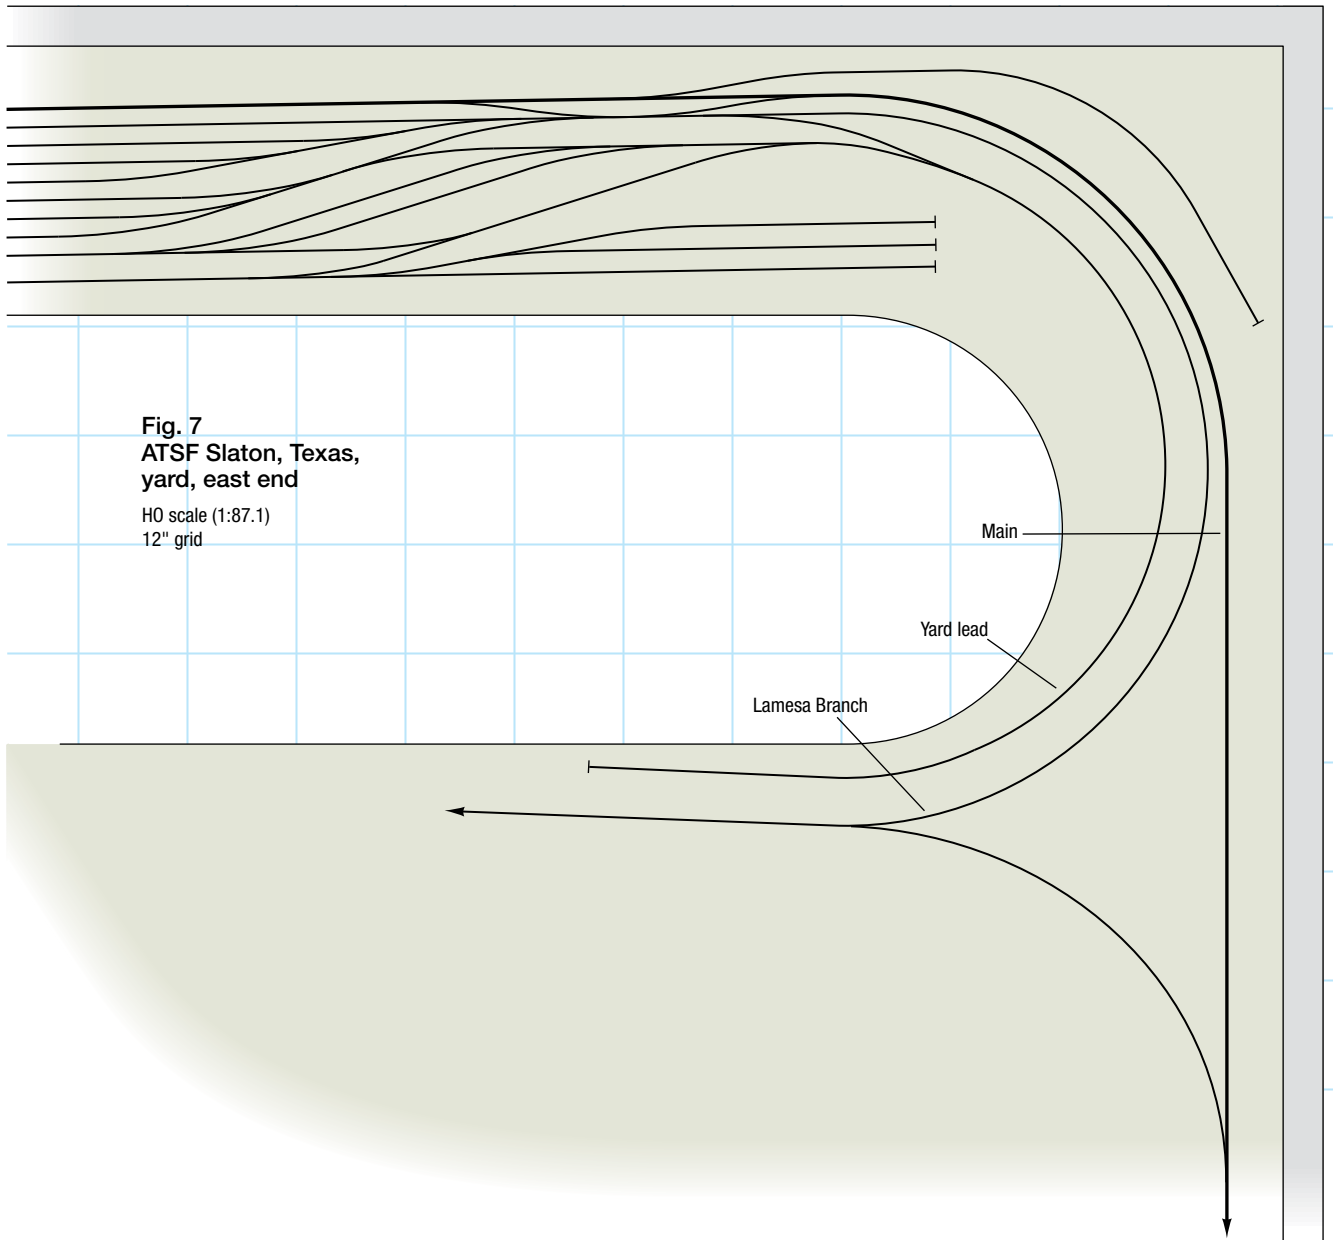 Fig. 7
ATSF Slaton, Texas,
yard, east end
HO scale (1:87.1)
12" grid
Main
Yard lead
Lamesa Branch